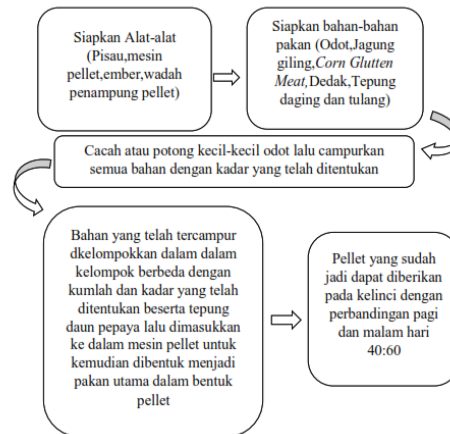 Siapkan Alat-alat
(Pisau,mesin
pellet,ember,wadah
penampung pellet)
Siapkan bahan-bahan
pakan (Odot,Jagung
giling,Corn Glutten
Meat,Dedak,Tepung
daging dan tulang)
Cacah atau potong kecil-kecil odot lalu campurkan
semua bahan dengan kadar yang telah ditentukan
Bahan yang telah tercampur
dkelompokkan dalam dalam
kelompok berbeda dengan
kumlah dan kadar yang telah
ditentukan beserta tepung
daun pepaya lalu dimasukkan
ke dalam mesin pellet untuk
kemudian dibentuk menjadi
pakan utama dalam bentuk
pellet
Pellet yang sudah
jadi dapat diberikan
pada kelinci dengan
perbandingan pagi
dan malam hari
40:60